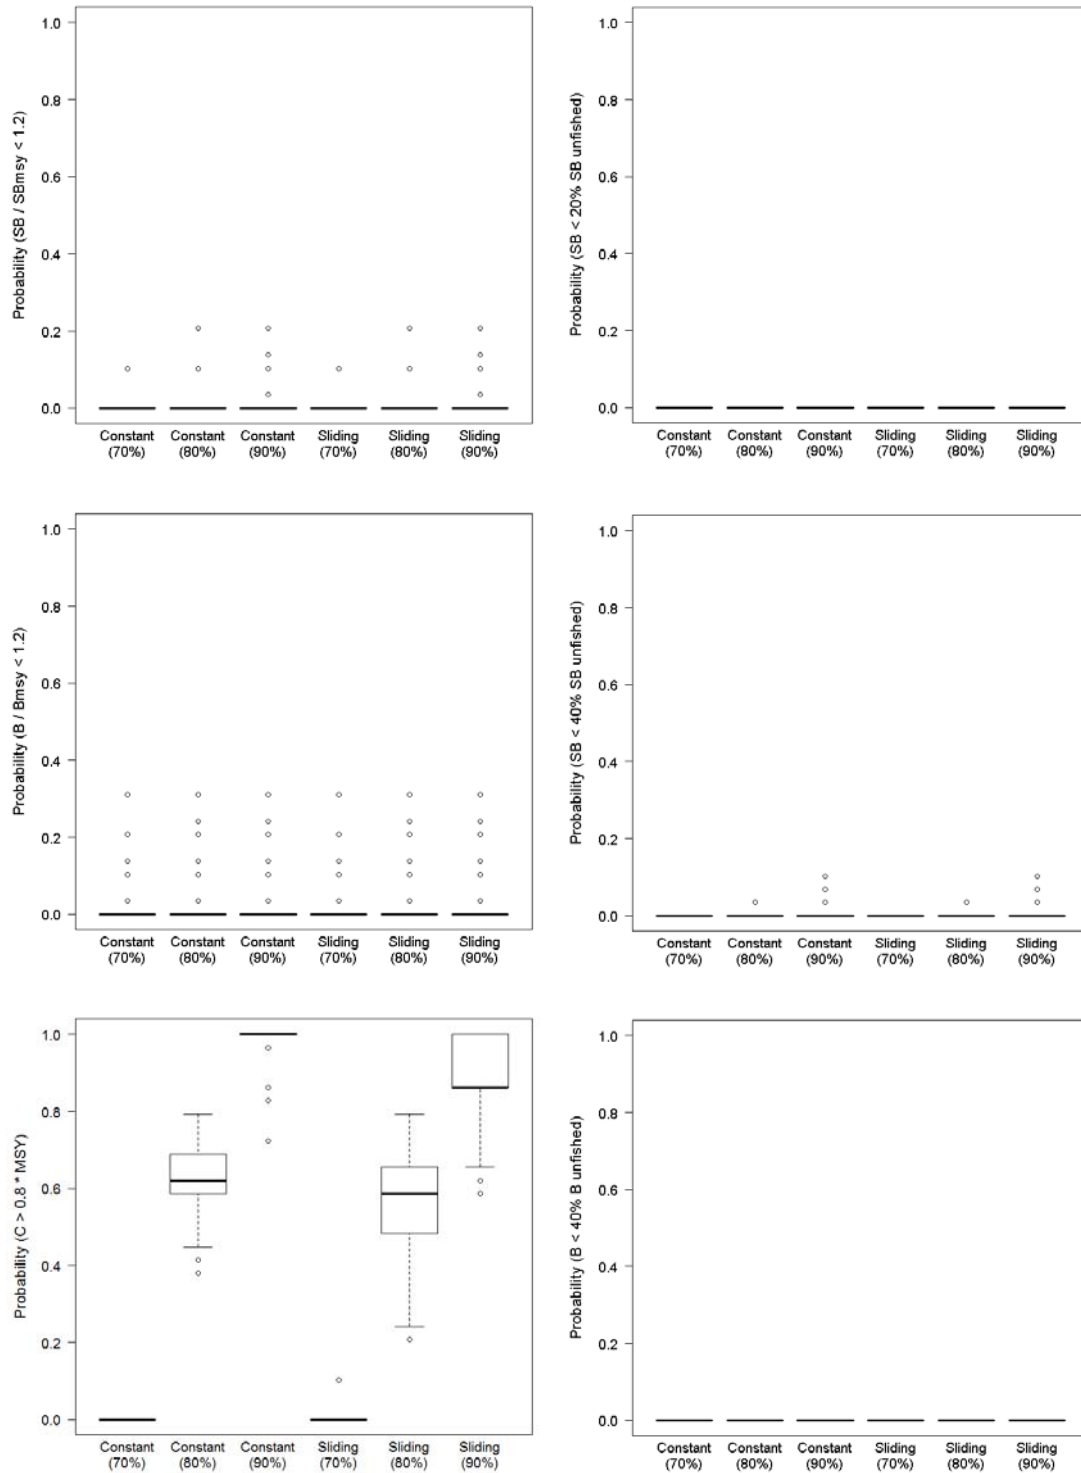 Probability (SB / SBmsy < 1.2)
1.0
0.8
0.6
0.4
0.2
0.0
Constant Constant Constant Sliding Sliding Sliding
(70%) (80%) (90%) (70%) (80%) (90%)
Probability (SB < 20% SB unfished)
1.0
0.8
0.6
0.4
0.2
0.0
Constant Constant Constant Sliding Sliding Sliding
(70%) (80%) (90%) (70%) (80%) (90%)
Probability (B / Bmsy < 1.2)
1.0
0.8
0.6
0.4
0.2
0.0
Constant Constant Constant Sliding Sliding Sliding
(70%) (80%) (90%) (70%) (80%) (90%)
Probability (SB < 40% SB unfished)
1.0
0.8
0.6
0.4
0.2
0.0
Constant Constant Constant Sliding Sliding Sliding
(70%) (80%) (90%) (70%) (80%) (90%)
Probability (C > 0.8 * MSY)
1.0
0.8
0.6
0.4
0.2
0.0
Constant Constant Constant Sliding Sliding Sliding
(70%) (80%) (90%) (70%) (80%) (90%)
Probability (B < 40% B unfished)
1.0
0.8
0.6
0.4
0.2
0.0
Constant Constant Constant Sliding Sliding Sliding
(70%) (80%) (90%) (70%) (80%) (90%)